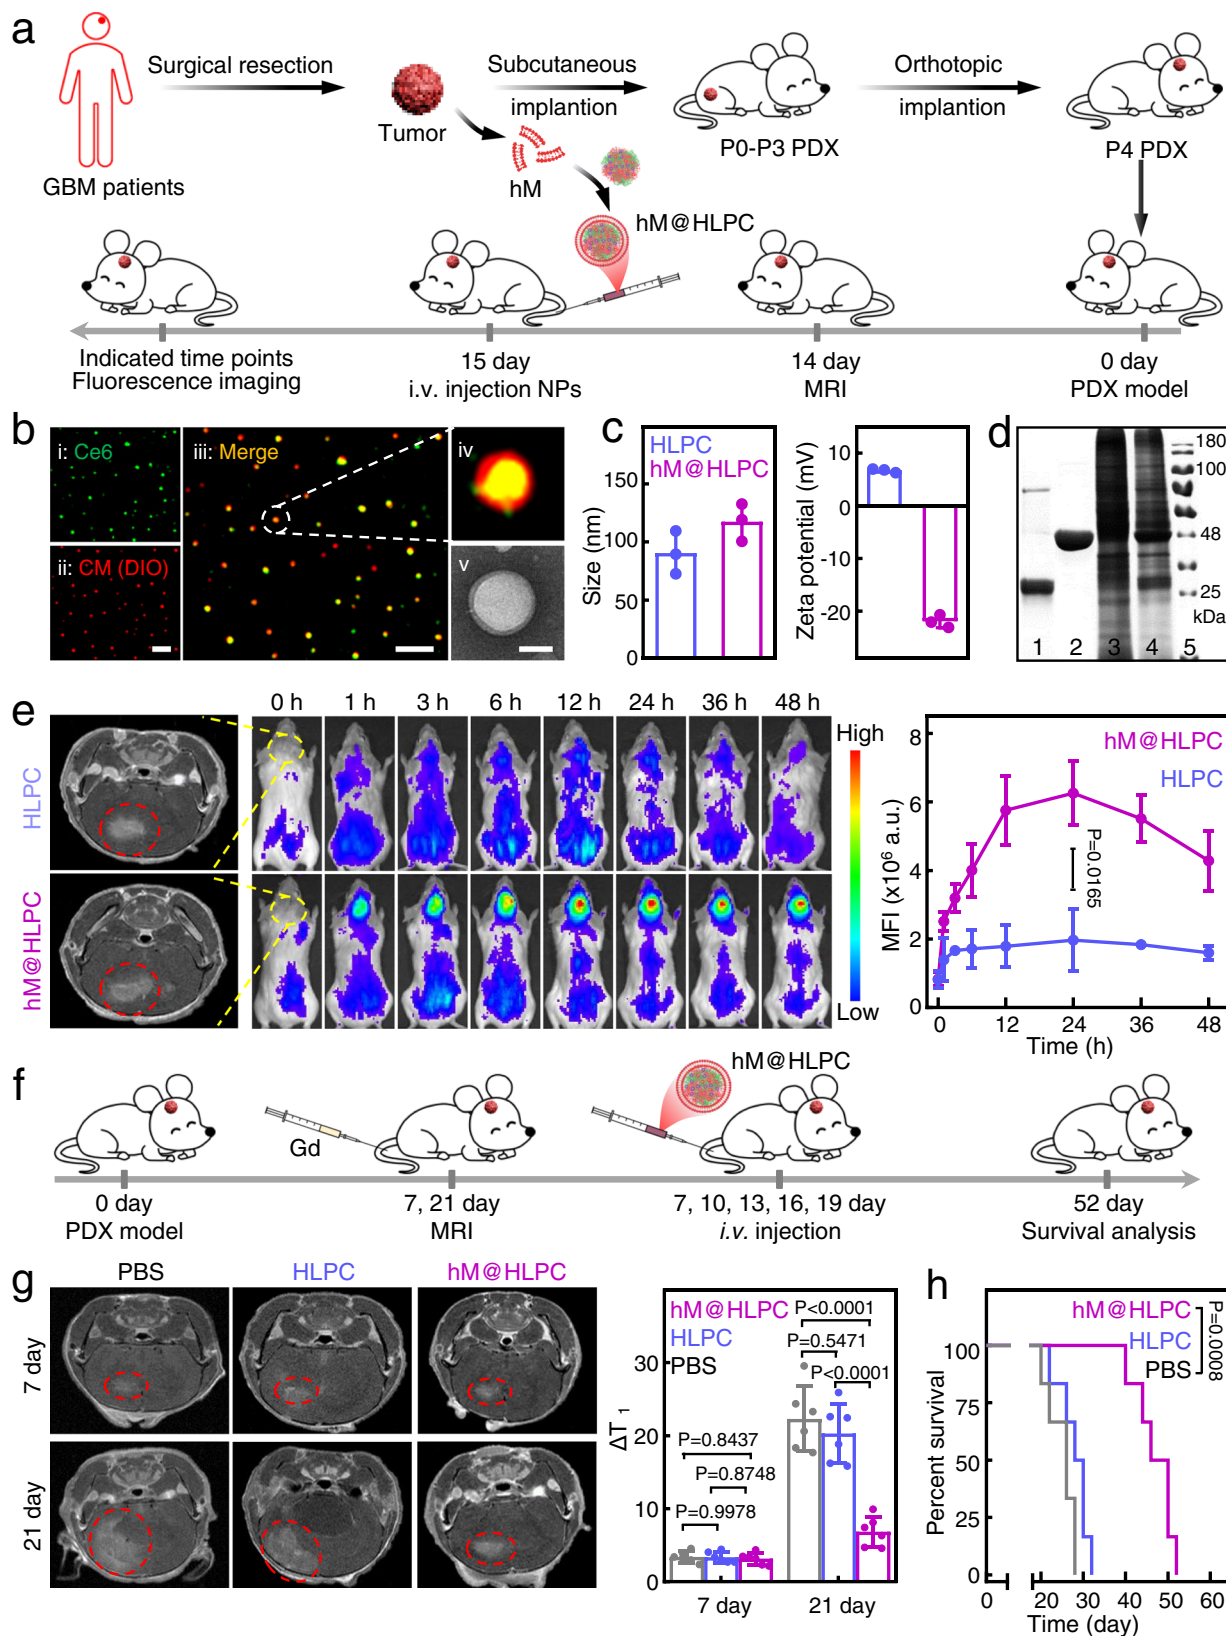 a
Surgical resection
Subcutaneous
implantion
Orthotopic
implantion
Tumor
P0-P3 PDX
P4 PDX
GBM patients
hM
hM@HLPC
Indicated time points
Fluorescence imaging
15 day
i.v. injection NPs
14 day
MRI
0 day
PDX model
b
i: Ce6
ii: CM (DIO)
iii: Merge
iv
v
c
HLPC
hM@HLPC
Size (nm)
150
100
50
0
Zeta potential (mV)
10
0
-10
-20
d
180
100
48
25
kDa
1 2 3 4 5
e
0 h 1 h 3 h 6 h 12 h 24 h 36 h 48 h
HLPC
hM@HLPC
High
Low
hM@HLPC
HLPC
P=0.0165
MFI (x10⁶ a.u.)
8
6
4
2
0
0 12 24 36 48
Time (h)
f
hM@HLPC
Gd
0 day
PDX model
7, 21 day
MRI
7, 10, 13, 16, 19 day
i.v. injection
52 day
Survival analysis
g
PBS HLPC hM@HLPC
7 day
21 day
hM@HLPC
HLPC
PBS
P<0.0001
P=0.5471
P<0.0001
P=0.8437
P=0.8748
P=0.9978
ΔT₁
30
20
10
0
7 day 21 day
h
hM@HLPC
HLPC
PBS
P=0.0008
Percent survival
100
75
50
25
0
0 20 30 40 50 60
Time (day)